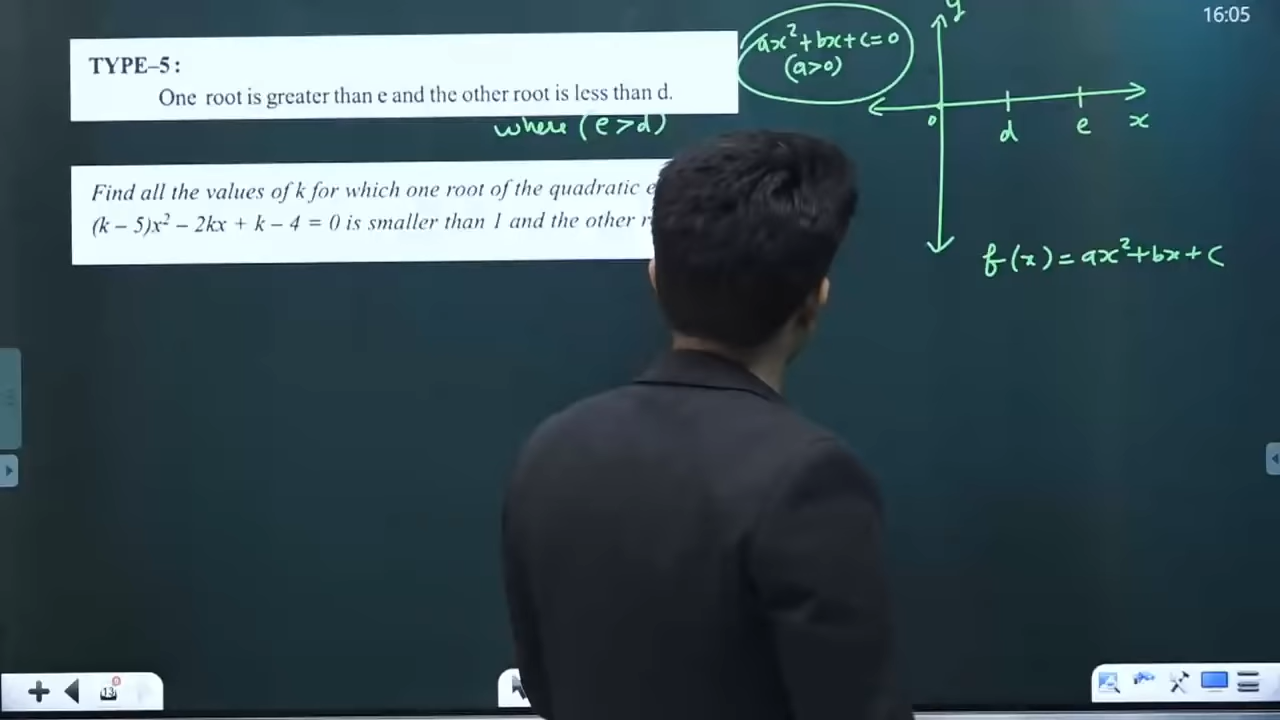 16:05
TYPE–5:
One root is greater than e and the other root is less than d.
where (e>d)
ax²+bx+c=0
(a>0)
y
0 d e x
f(x)=ax²+bx+c
Find all the values of k for which one root of the quadratic
(k – 5)x² – 2kx + k – 4 = 0 is smaller than 1 and the other
13